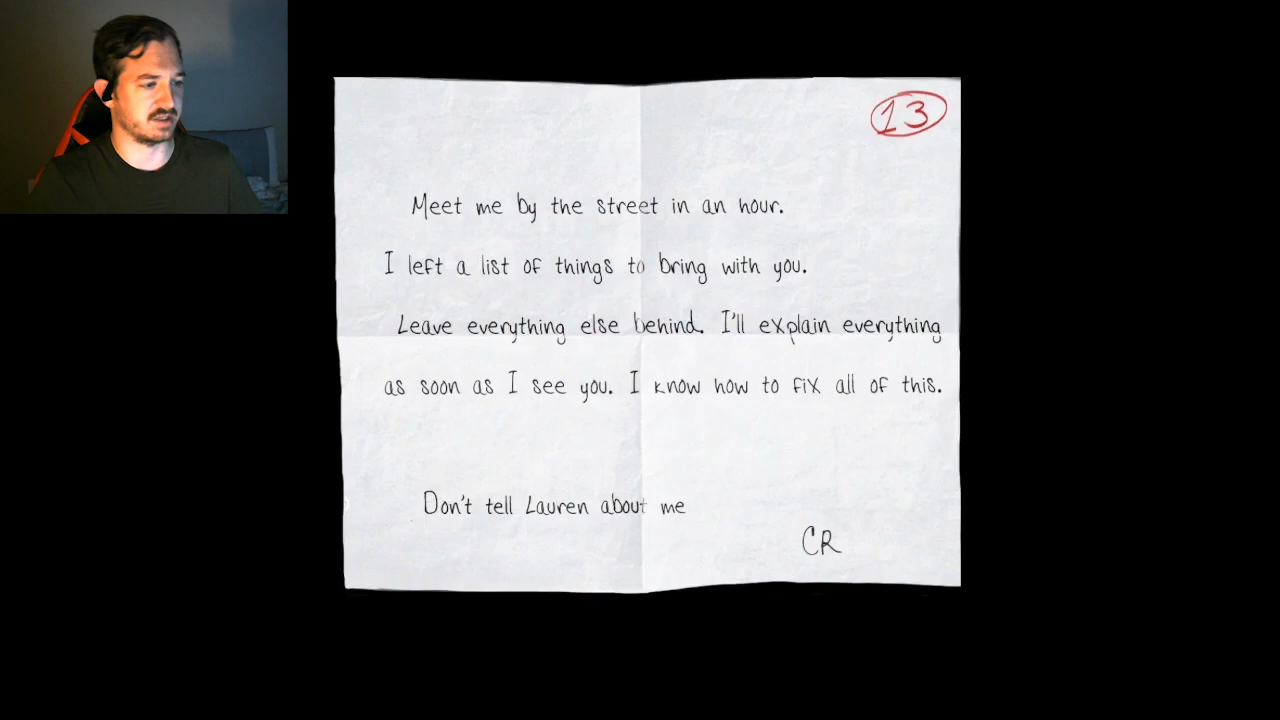 13
Meet me by the street in an hour.
I left a list of things to bring with you.
Leave everything else behind. I'll explain everything
as soon as I see you. I know how to fix all of this.
Don't tell Lauren about me
CR